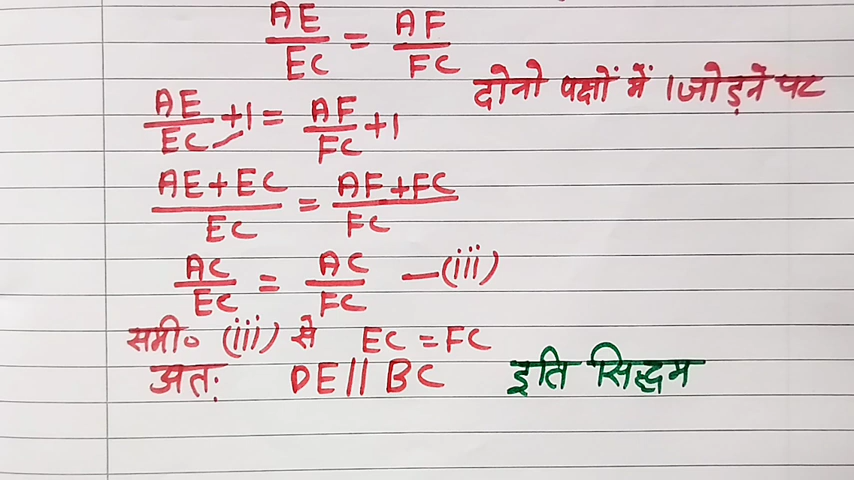 AE/EC = AF/FC
दोनो पक्षों में 1 जोड़ने पर
AE/EC + 1 = AF/FC + 1
AE + EC/EC = AF + FC/FC
AC/EC = AC/FC —(iii)
समी० (iii) से EC = FC
अतः DE || BC इति सिद्धम